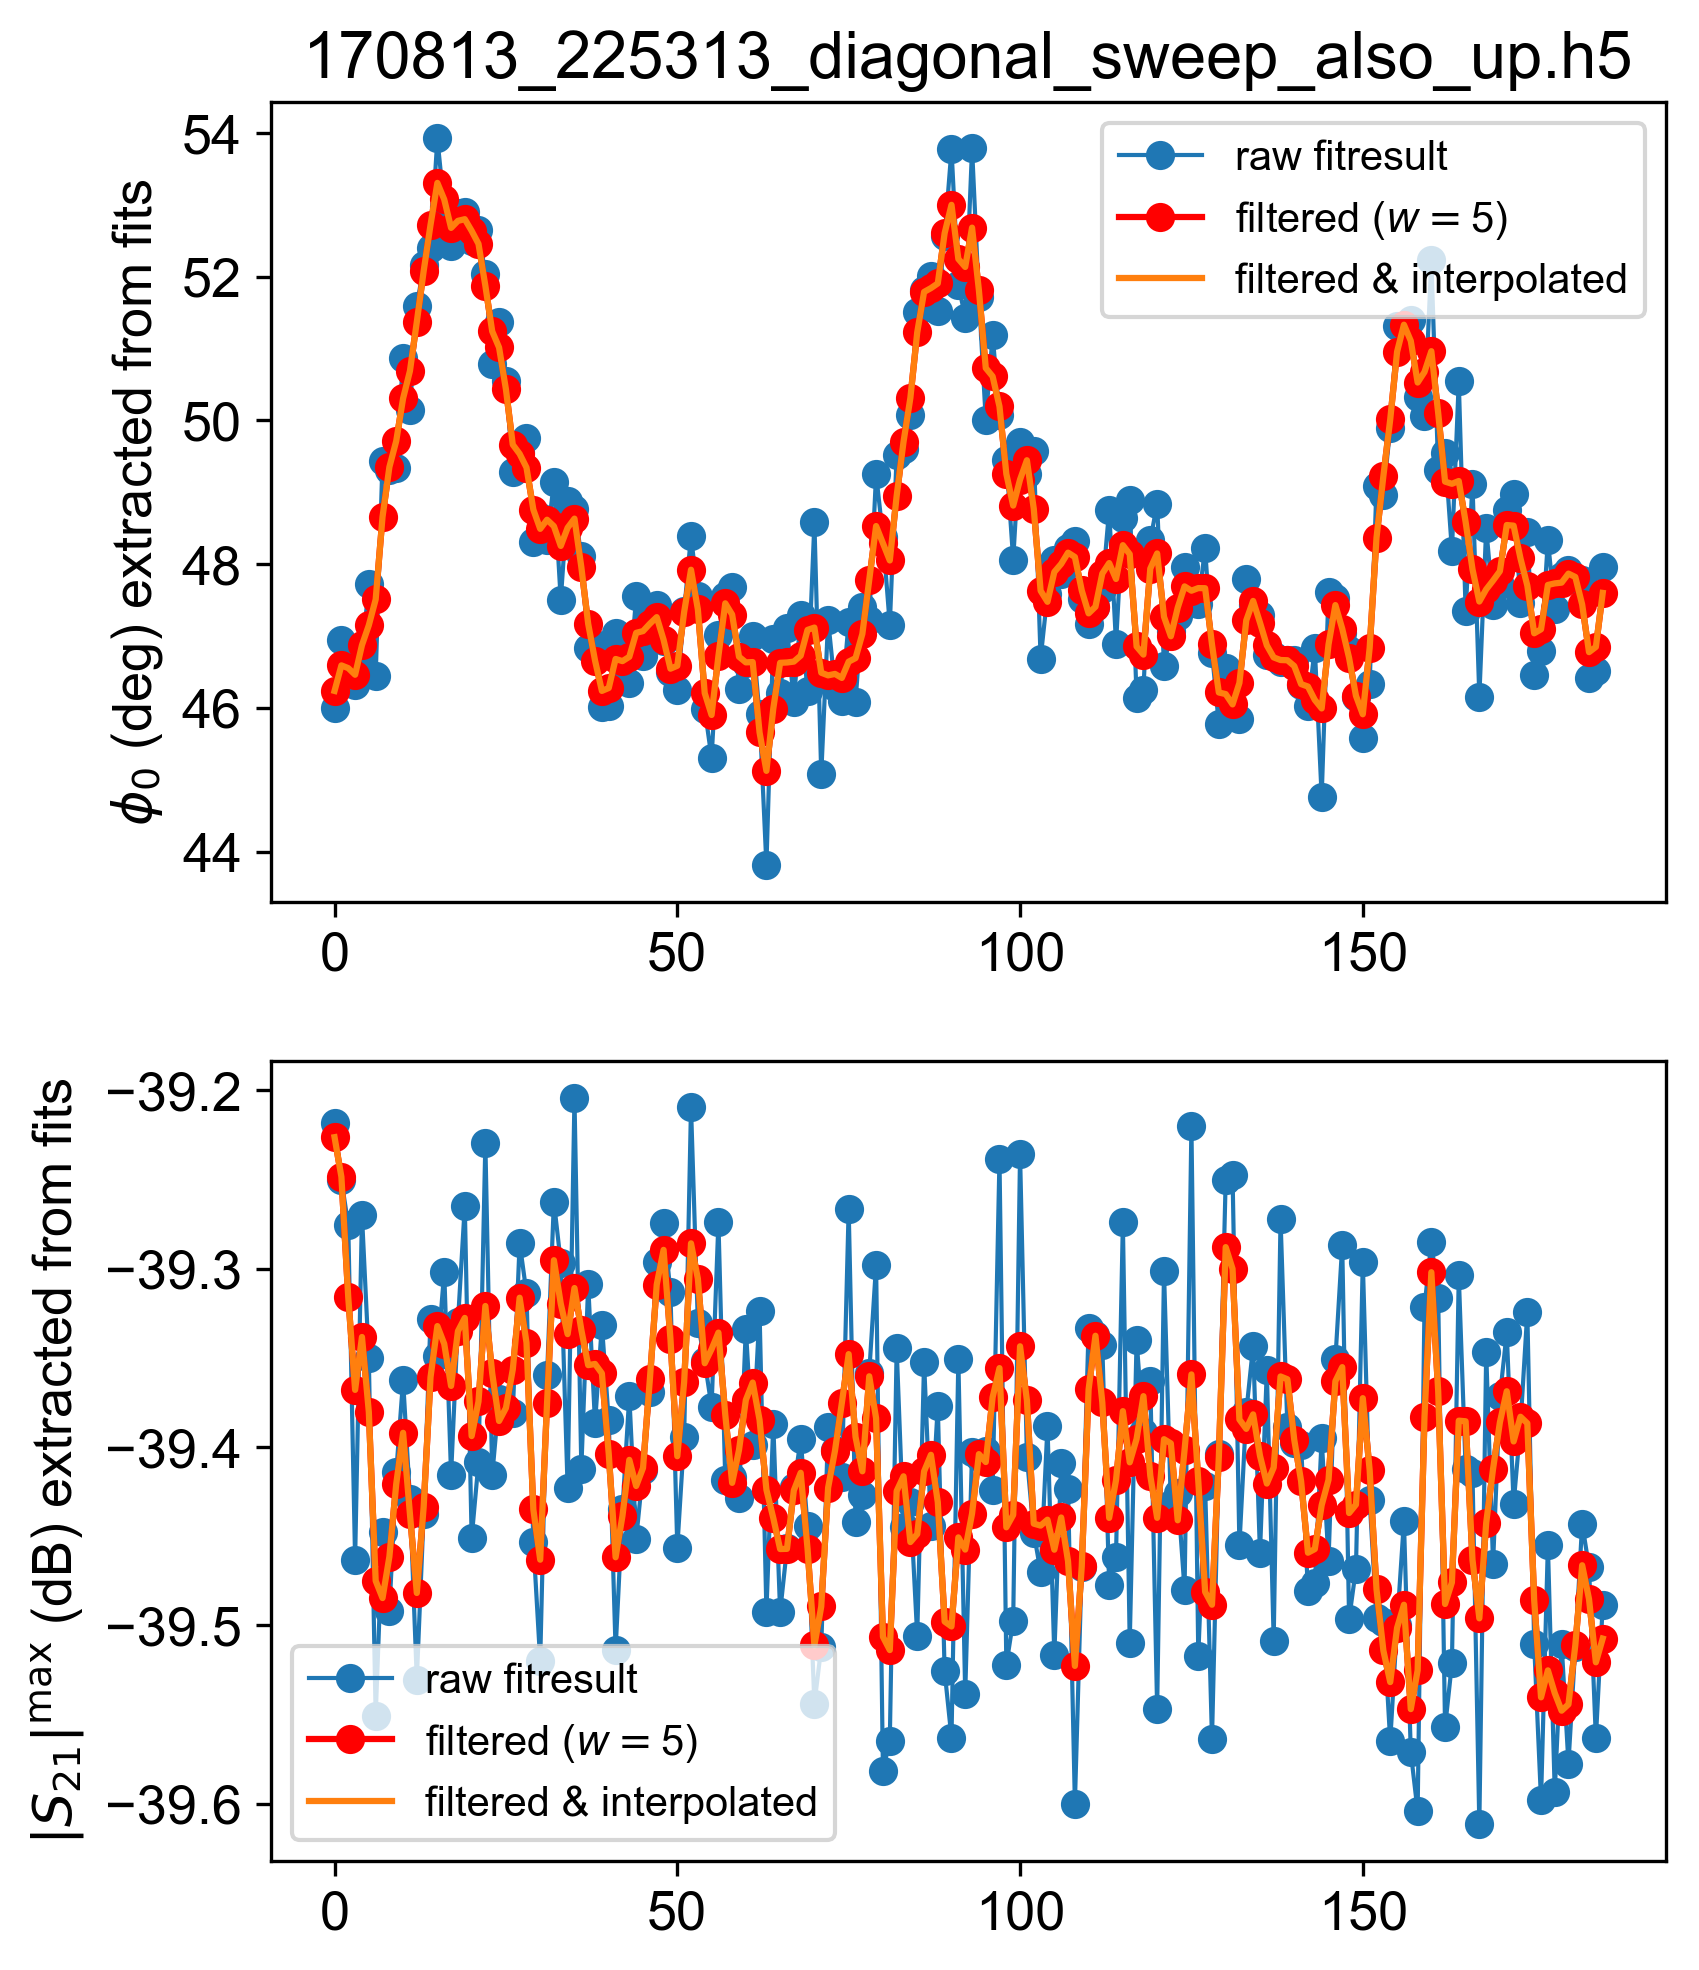 170813_225313_diagonal_sweep_also_up.h5
ϕ₀ (deg) extracted from fits
54
52
50
48
46
44
raw fitresult
filtered (w = 5)
filtered & interpolated
0 50 100 150
|S₂₁|ᵐᵃˣ (dB) extracted from fits
−39.2
−39.3
−39.4
−39.5
−39.6
raw fitresult
filtered (w = 5)
filtered & interpolated
0 50 100 150